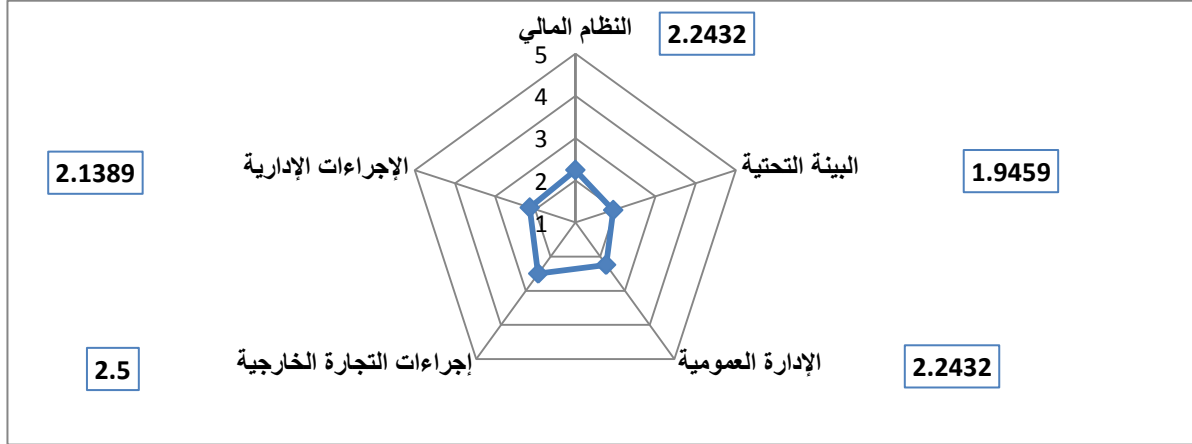 النظام المالي
2.2432
5
4
3
2
1
البينة التحتية
1.9459
الإدارة العمومية
2.2432
إجراءات التجارة الخارجية
2.5
الإجراءات الإدارية
2.1389